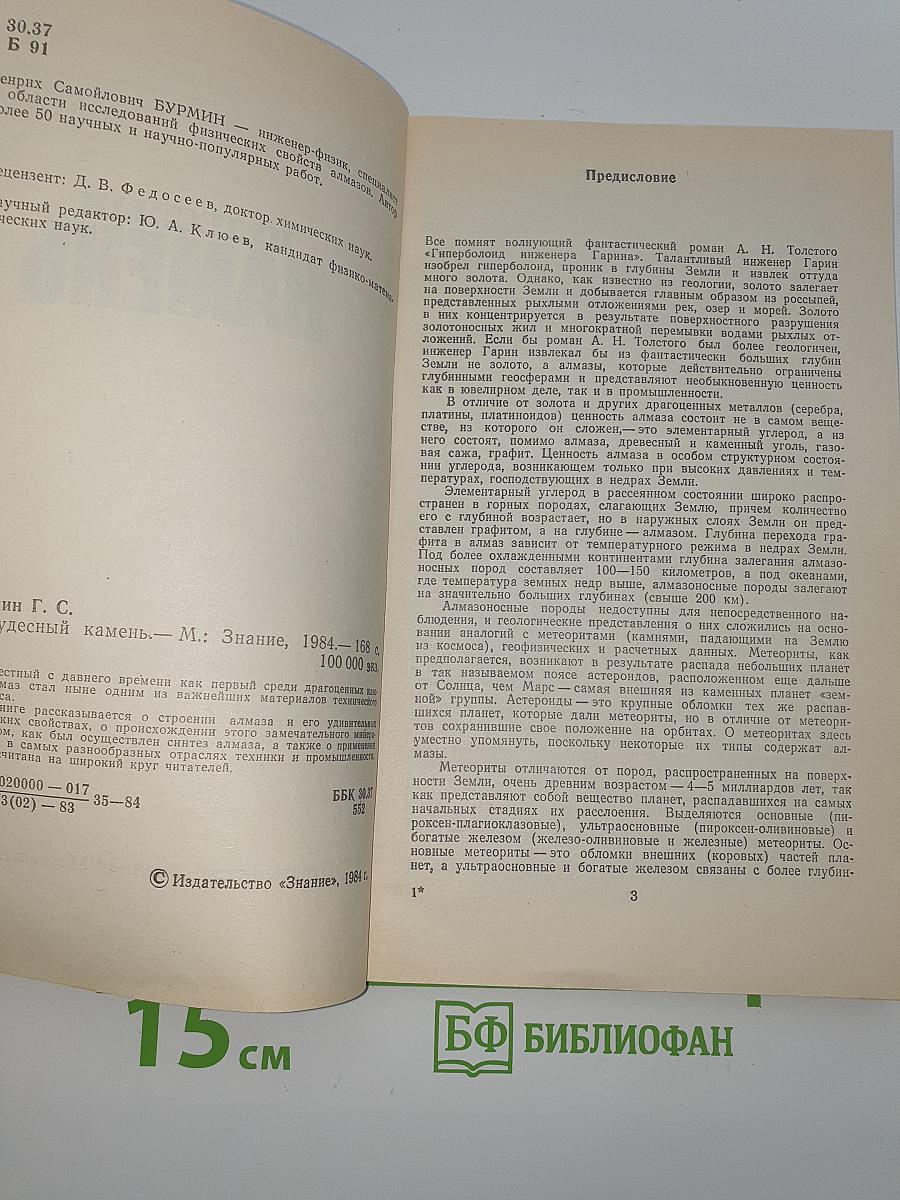 30.37
Б 91
енрих Самойлович БУРМИН — инженер-физик, специалист
области исследований физических свойств алмазов. Автор
олее 50 научных и научно-популярных работ.
ецензент: Д. В. Федосеев, доктор химических наук.
аучный редактор: Ю. А. Клюев, кандидат физико-матема-
ческих наук.
ин Г. С.
удесный камень.— М.: Знание, 1984.— 168 с.
100 000 экз.
естный с давнего времени как первый среди драгоценных кам-
маз стал ныне одним из важнейших материалов технического
са.
ниге рассказывается о строении алмаза и его удивительных
ких свойствах, о происхождении этого замечательного минера-
ом, как был осуществлен синтез алмаза, а также о применении
в самых разнообразных отраслях техники и промышленности.
считана на широкий круг читателей.
020000 — 017
3(02) — 83
35—84
ББК 30.37
552
© Издательство «Знание», 1984 г.
Предисловие
Все помнят волнующий фантастический роман А. Н. Толстого
«Гиперболоид инженера Гарина». Талантливый инженер Гарин
изобрел гиперболоид, проник в глубины Земли и извлек оттуда
много золота. Однако, как известно из геологии, золото залегает
на поверхности Земли и добывается главным образом из россыпей,
представленных рыхлыми отложениями рек, озер и морей. Золото
в них концентрируется в результате поверхностного разрушения
золотоносных жил и многократной перемывки водами рыхлых от-
ложений. Если бы роман А. Н. Толстого был более геологичен,
инженер Гарин извлекал бы из фантастически больших глубин
Земли не золото, а алмазы, которые действительно ограничены
глубинными геосферами и представляют необыкновенную ценность
как в ювелирном деле, так и в промышленности.
В отличие от золота и других драгоценных металлов (серебра,
платины, платиноидов) ценность алмаза состоит не в самом веще-
стве, из которого он сложен,— это элементарный углерод, а из
него состоят, помимо алмаза, древесный и каменный уголь, газо-
вая сажа, графит. Ценность алмаза в особом структурном состоя-
нии углерода, возникающем только при высоких давлениях и тем-
пературах, господствующих в недрах Земли.
Элементарный углерод в рассеянном состоянии широко распро-
странен в горных породах, слагающих Землю, причем количество
его с глубиной возрастает, но в наружных слоях Земли он пред-
ставлен графитом, а на глубине — алмазом. Глубина перехода гра-
фита в алмаз зависит от температурного режима в недрах Земли.
Под более охлажденными континентами глубина залегания алмазо-
носных пород составляет 100—150 километров, а под океанами,
где температура земных недр выше, алмазоносные породы залегают
на значительно больших глубинах (свыше 200 км).
Алмазоносные породы недоступны для непосредственного на-
блюдения, и геологические представления о них сложились на осно-
вании аналогий с метеоритами (камнями, падающими на Землю
из космоса), геофизических и расчетных данных. Метеориты, как
предполагается, возникают в результате распада небольших планет
в так называемом поясе астероидов, расположенном еще дальше
от Солнца, чем Марс — самая внешняя из каменных планет «зем-
ной» группы. Астероиды — это крупные обломки тех же распав-
шихся планет, которые дали метеориты, но в отличие от метеори-
тов сохранившие свое положение на орбитах. О метеоритах здесь
уместно упомянуть, поскольку некоторые их типы содержат ал-
мазы.
Метеориты отличаются от пород, распространенных на поверх-
ности Земли, очень древним возрастом — 4—5 миллиардов лет, так
как представляют собой вещество планет, распадавшихся на самых
начальных стадиях их расслоения. Выделяются основные (пи-
роксен-плагиоклазовые), ультраосновные (пироксен-оливиновые) и
богатые железом (железо-оливиновые и железные) метеориты. Ос-
новные метеориты — это обломки внешних (коровых) частей пла-
нет, а ультраосновные и богатые железом связаны с более глубин-
1*
3
15 см
БФ БИБЛИОФАН